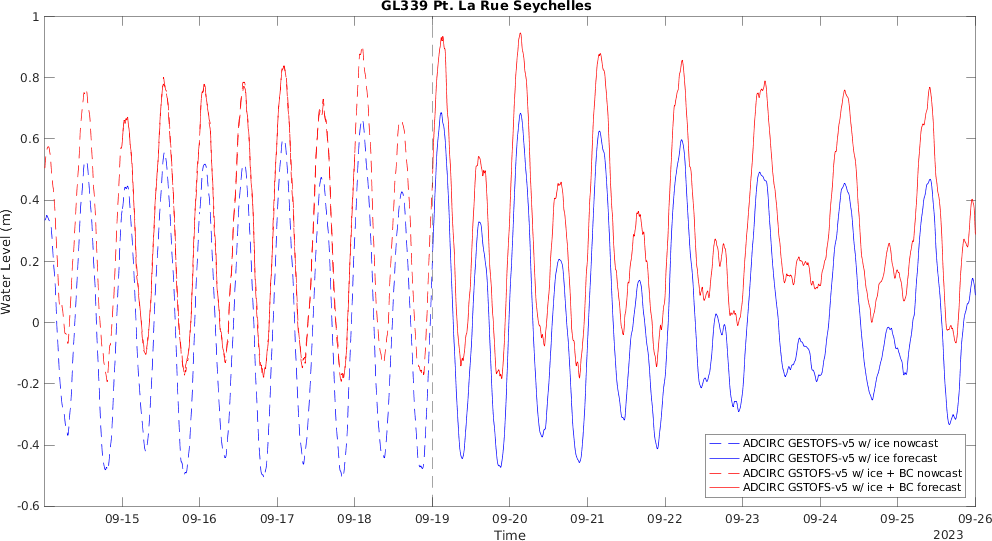 GL339 Pt. La Rue Seychelles
1
0.8
0.6
0.4
0.2
0
-0.2
-0.4
-0.6
Water Level (m)
09-15 09-16 09-17 09-18 09-19 09-20 09-21 09-22 09-23 09-24 09-25 09-26
Time
2023
ADCIRC GESTOFS-v5 w/ ice nowcast
ADCIRC GESTOFS-v5 w/ ice forecast
ADCIRC GSTOFS-v5 w/ ice + BC nowcast
ADCIRC GSTOFS-v5 w/ ice + BC forecast